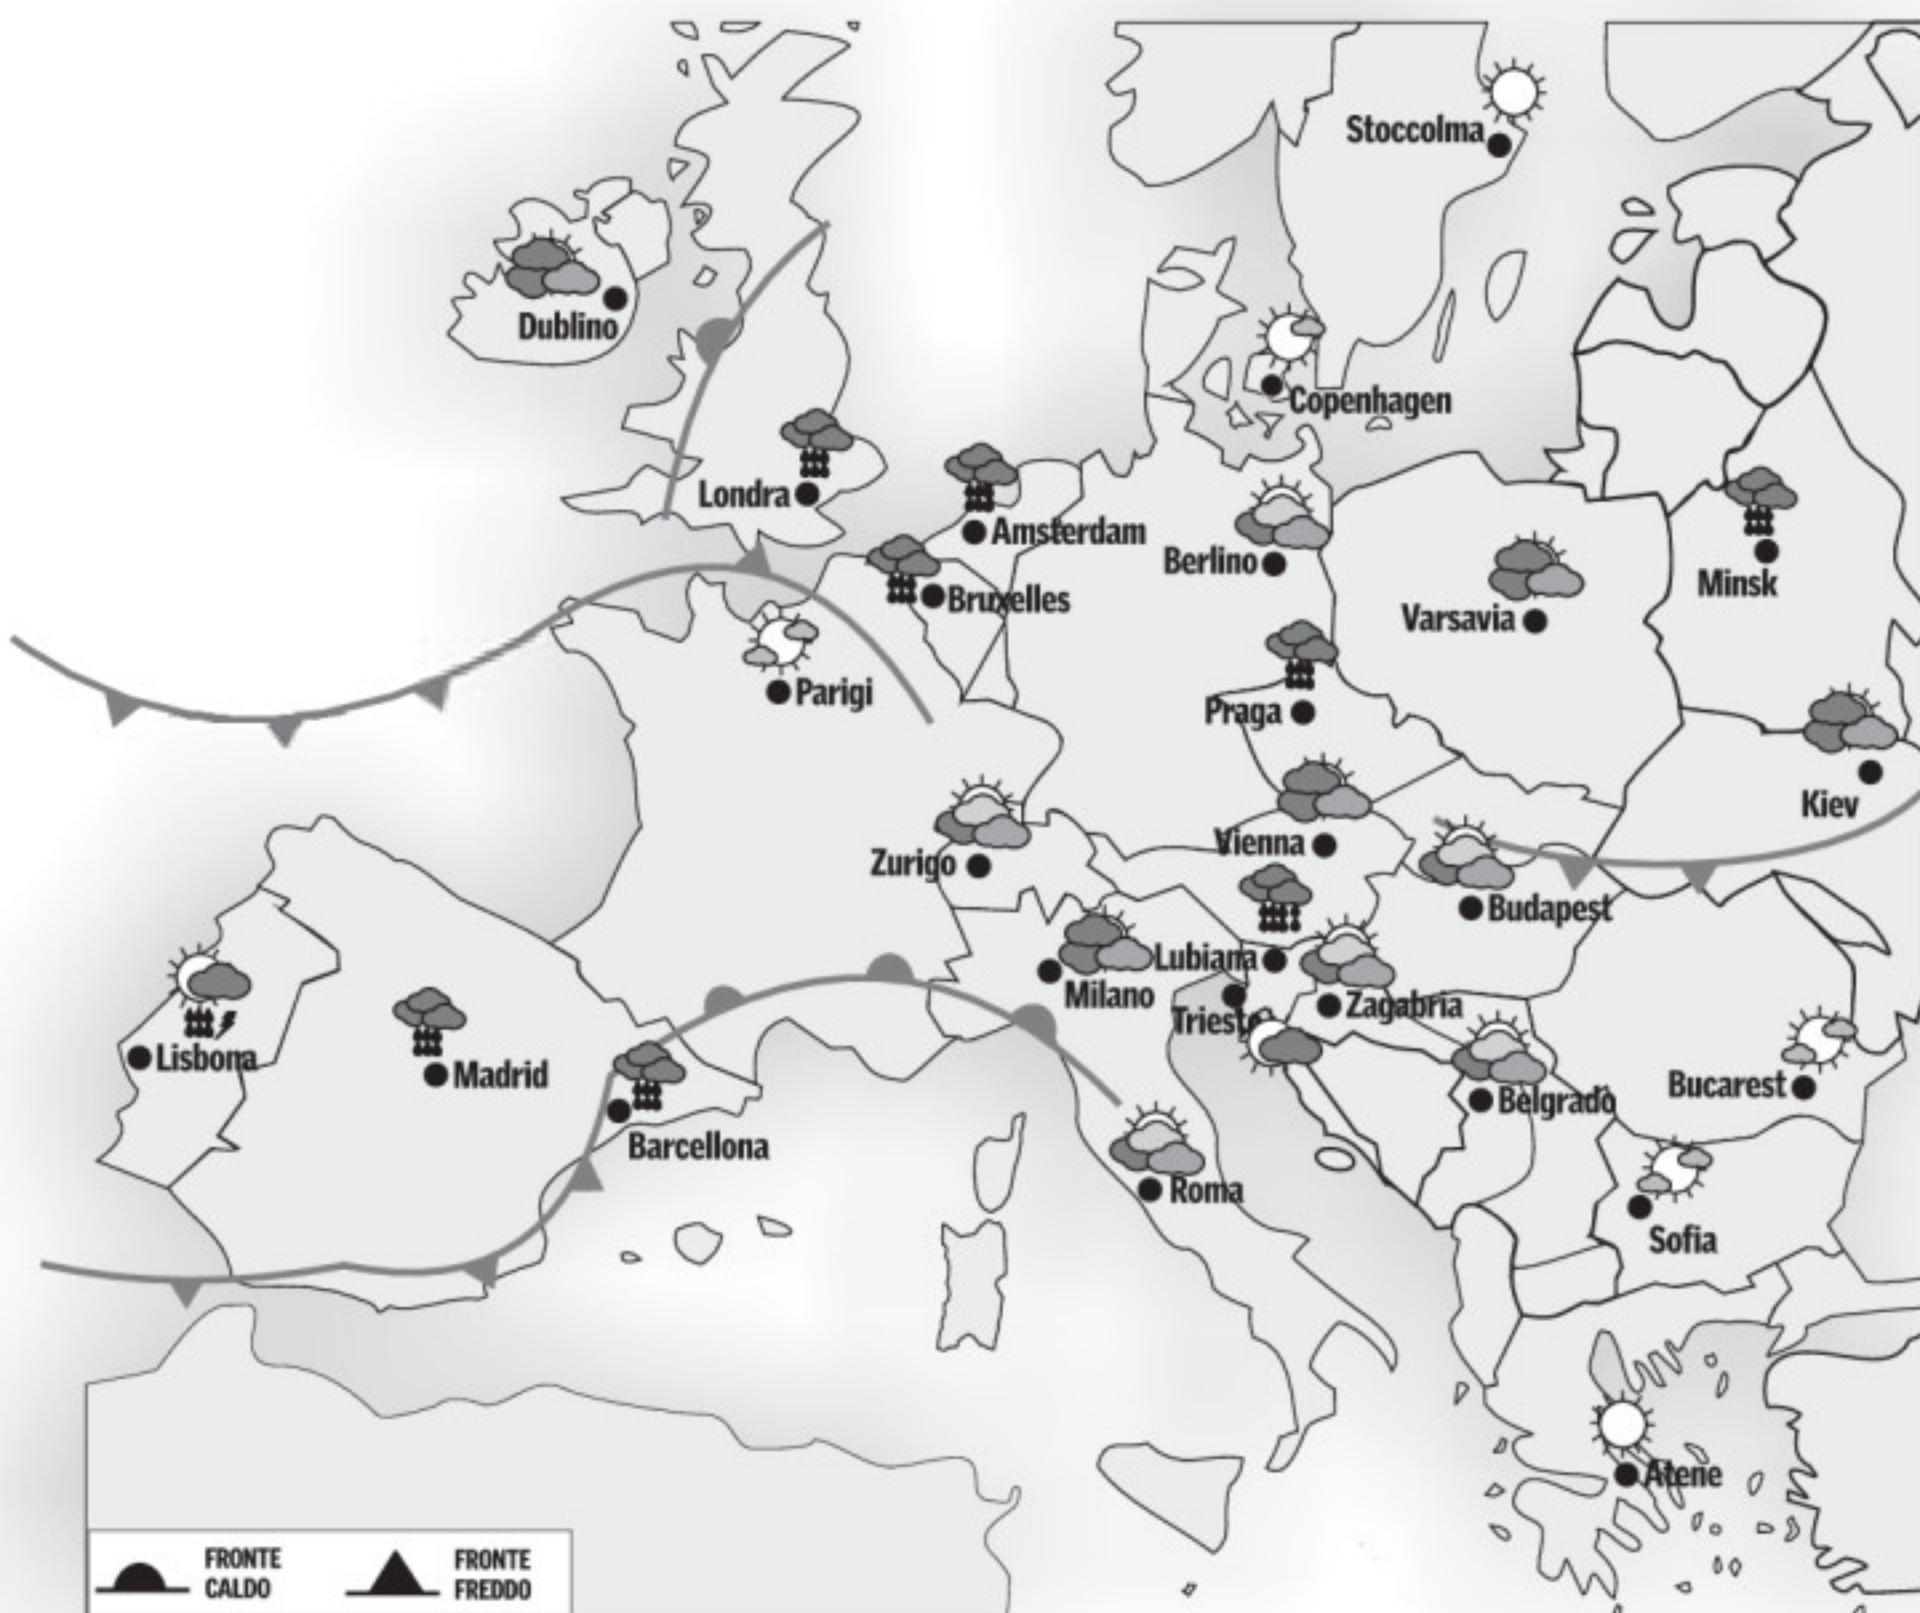 Stoccolma
Dublino
Copenhagen
Londra
Amsterdam
Berlino
Minsk
Bruxelles
Varsavia
Parigi
Praga
Kiev
Vienna
Zurigo
Budapest
Lubiana
Milano
Zagabria
Trieste
Lisbona
Madrid
Bucarest
Belgrado
Barcellona
Roma
Sofia
Atene
FRONTE
CALDO
FRONTE
FREDDO